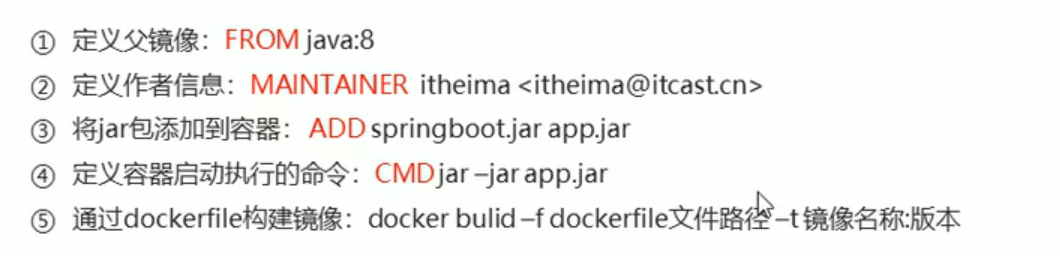 ① 定义父镜像：FROM java:8
② 定义作者信息：MAINTAINER itheima <itheima@itcast.cn>
③ 将jar包添加到容器：ADD springboot.jar app.jar
④ 定义容器启动执行的命令：CMD jar –jar app.jar
⑤ 通过dockerfile构建镜像：docker bulid –f dockerfile文件路径 –t 镜像名称:版本